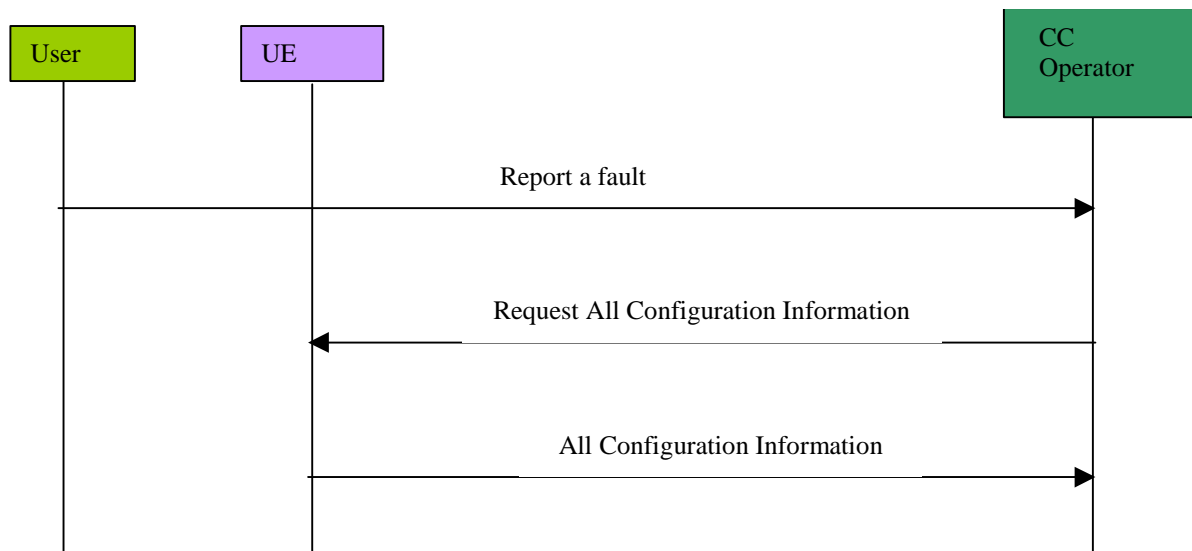 User
UE
CC
Operator
Report a fault
Request All Configuration Information
All Configuration Information